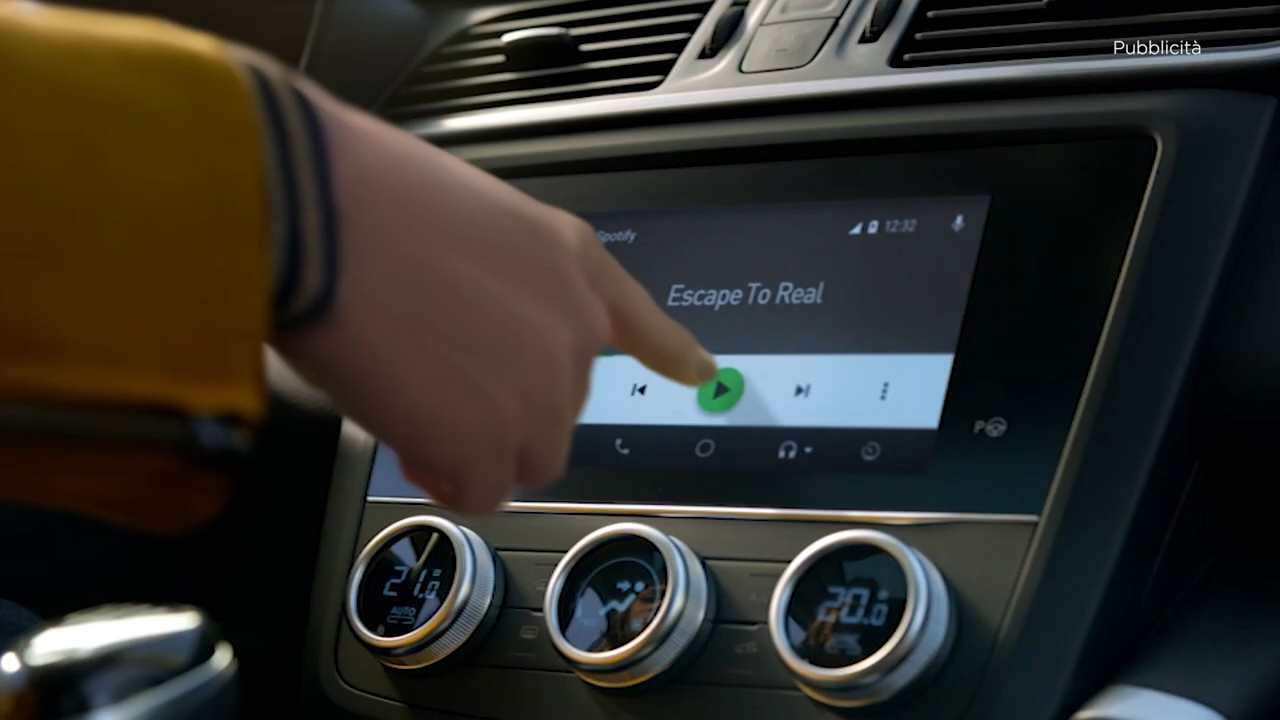 Pubblicità
Spotify
12:32
Escape To Real
21.0
AUTO
20.0